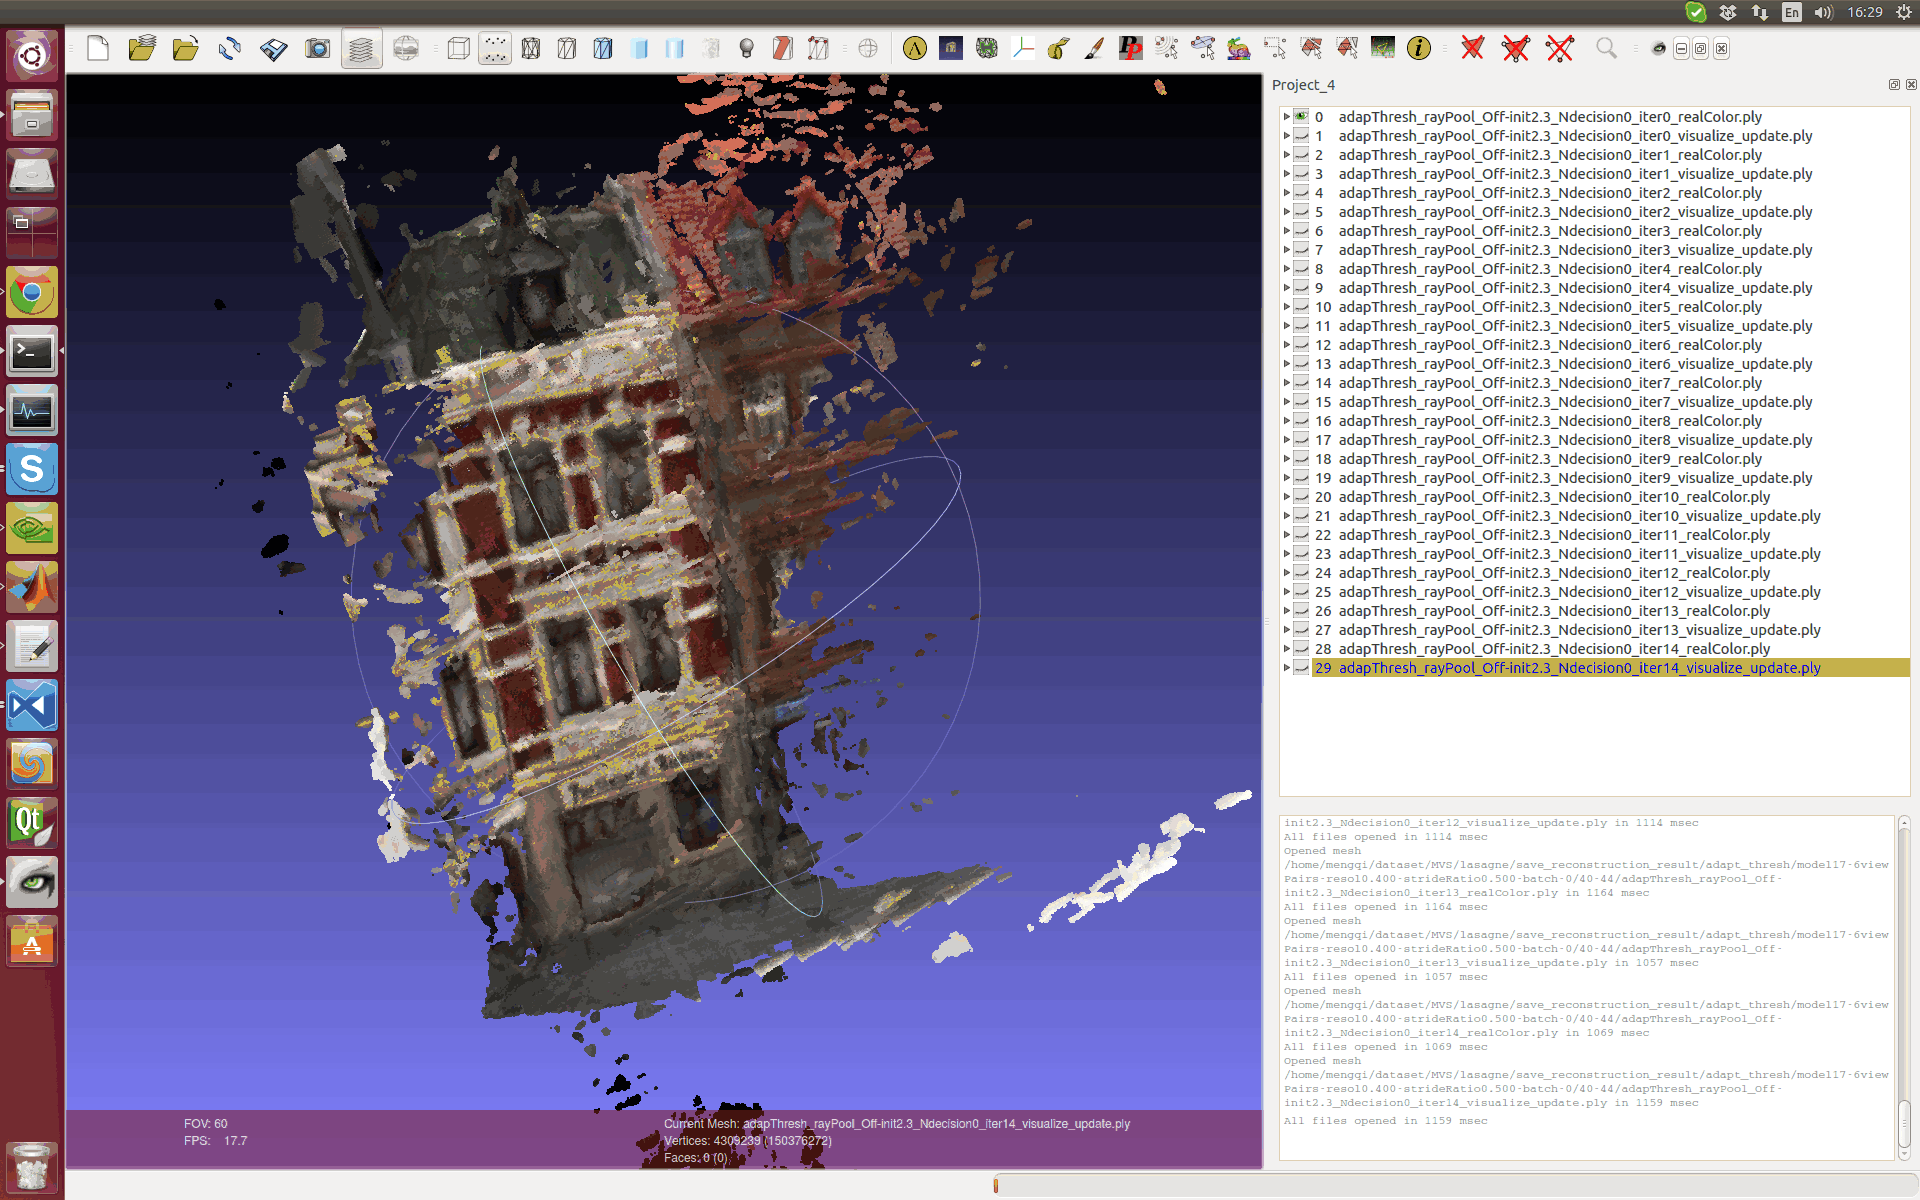 En
16:29
Project_4
0 adapThresh_rayPool_Off-init2.3_Ndecision0_iter0_realColor.ply
1 adapThresh_rayPool_Off-init2.3_Ndecision0_iter0_visualize_update.ply
2 adapThresh_rayPool_Off-init2.3_Ndecision0_iter1_realColor.ply
3 adapThresh_rayPool_Off-init2.3_Ndecision0_iter1_visualize_update.ply
4 adapThresh_rayPool_Off-init2.3_Ndecision0_iter2_realColor.ply
5 adapThresh_rayPool_Off-init2.3_Ndecision0_iter2_visualize_update.ply
6 adapThresh_rayPool_Off-init2.3_Ndecision0_iter3_realColor.ply
7 adapThresh_rayPool_Off-init2.3_Ndecision0_iter3_visualize_update.ply
8 adapThresh_rayPool_Off-init2.3_Ndecision0_iter4_realColor.ply
9 adapThresh_rayPool_Off-init2.3_Ndecision0_iter4_visualize_update.ply
10 adapThresh_rayPool_Off-init2.3_Ndecision0_iter5_realColor.ply
11 adapThresh_rayPool_Off-init2.3_Ndecision0_iter5_visualize_update.ply
12 adapThresh_rayPool_Off-init2.3_Ndecision0_iter6_realColor.ply
13 adapThresh_rayPool_Off-init2.3_Ndecision0_iter6_visualize_update.ply
14 adapThresh_rayPool_Off-init2.3_Ndecision0_iter7_realColor.ply
15 adapThresh_rayPool_Off-init2.3_Ndecision0_iter7_visualize_update.ply
16 adapThresh_rayPool_Off-init2.3_Ndecision0_iter8_realColor.ply
17 adapThresh_rayPool_Off-init2.3_Ndecision0_iter8_visualize_update.ply
18 adapThresh_rayPool_Off-init2.3_Ndecision0_iter9_realColor.ply
19 adapThresh_rayPool_Off-init2.3_Ndecision0_iter9_visualize_update.ply
20 adapThresh_rayPool_Off-init2.3_Ndecision0_iter10_realColor.ply
21 adapThresh_rayPool_Off-init2.3_Ndecision0_iter10_visualize_update.ply
22 adapThresh_rayPool_Off-init2.3_Ndecision0_iter11_realColor.ply
23 adapThresh_rayPool_Off-init2.3_Ndecision0_iter11_visualize_update.ply
24 adapThresh_rayPool_Off-init2.3_Ndecision0_iter12_realColor.ply
25 adapThresh_rayPool_Off-init2.3_Ndecision0_iter12_visualize_update.ply
26 adapThresh_rayPool_Off-init2.3_Ndecision0_iter13_realColor.ply
27 adapThresh_rayPool_Off-init2.3_Ndecision0_iter13_visualize_update.ply
28 adapThresh_rayPool_Off-init2.3_Ndecision0_iter14_realColor.ply
29 adapThresh_rayPool_Off-init2.3_Ndecision0_iter14_visualize_update.ply
init2.3_Ndecision0_iter12_visualize_update.ply in 1114 msec
All files opened in 1114 msec
Opened mesh
/home/mengqi/dataset/MVS/lasagne/save_reconstruction_result/adapt_thresh/model17-6view
Pairs-resol0.400-strideRatio0.500-batch-0/40-44/adapThresh_rayPool_Off-
init2.3_Ndecision0_iter13_realColor.ply in 1164 msec
All files opened in 1164 msec
Opened mesh
/home/mengqi/dataset/MVS/lasagne/save_reconstruction_result/adapt_thresh/model17-6view
Pairs-resol0.400-strideRatio0.500-batch-0/40-44/adapThresh_rayPool_Off-
init2.3_Ndecision0_iter13_visualize_update.ply in 1057 msec
All files opened in 1057 msec
Opened mesh
/home/mengqi/dataset/MVS/lasagne/save_reconstruction_result/adapt_thresh/model17-6view
Pairs-resol0.400-strideRatio0.500-batch-0/40-44/adapThresh_rayPool_Off-
init2.3_Ndecision0_iter14_realColor.ply in 1069 msec
All files opened in 1069 msec
Opened mesh
/home/mengqi/dataset/MVS/lasagne/save_reconstruction_result/adapt_thresh/model17-6view
Pairs-resol0.400-strideRatio0.500-batch-0/40-44/adapThresh_rayPool_Off-
init2.3_Ndecision0_iter14_visualize_update.ply in 1159 msec
All files opened in 1159 msec
FOV: 60
FPS: 17.7
Current Mesh: adapThresh_rayPool_Off-init2.3_Ndecision0_iter14_visualize_update.ply
Vertices: 4309239 (150376272)
Faces: 0 (0)
S
Qt